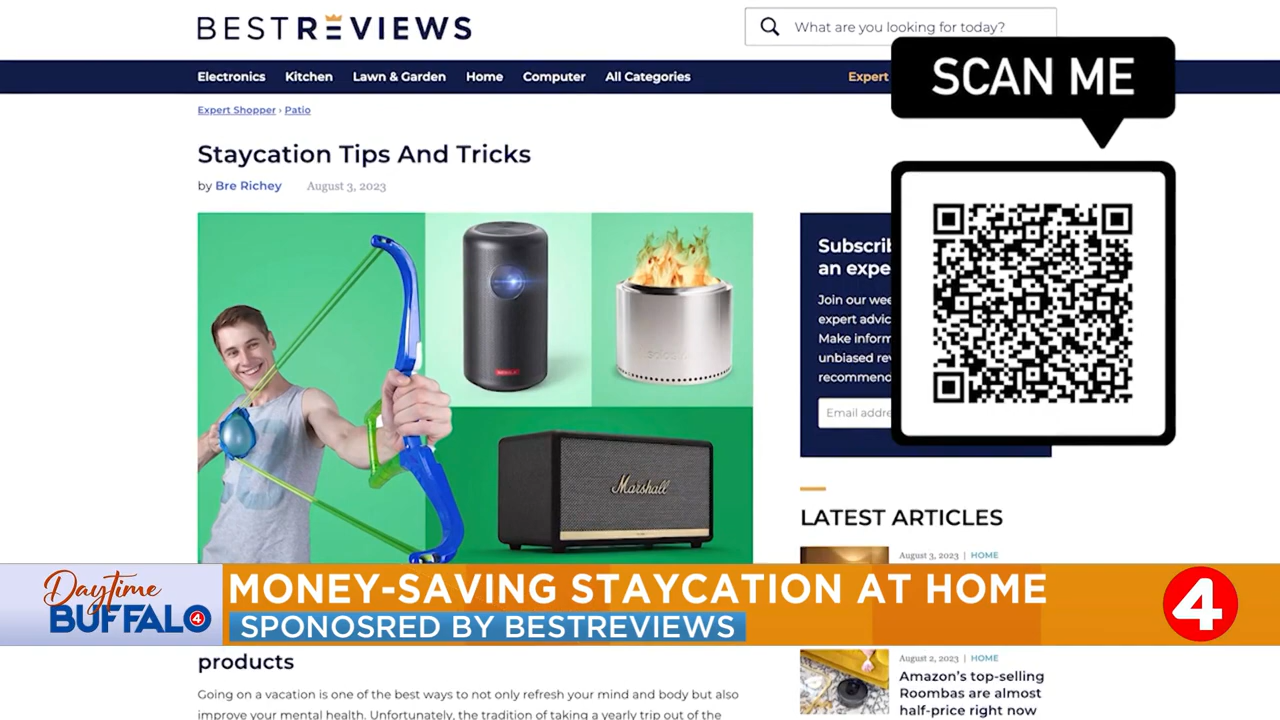 BESTREVIEWS
What are you looking for today?
SCAN ME
Electronics
Kitchen
Lawn & Garden
Home
Computer
All Categories
Expert
Expert Shopper › Patio
Staycation Tips And Tricks
by Bre Richey
August 3, 2023
Subscri
an expe
Join our wee
expert advic
Make inform
unbiased re
recommend
Email addre
Marshall
LATEST ARTICLES
August 3, 2023 | HOME
Daytime
BUFFALO 4
MONEY-SAVING STAYCATION AT HOME
SPONOSRED BY BESTREVIEWS
4
products
Going on a vacation is one of the best ways to not only refresh your mind and body but also
improve your mental health. Unfortunately, the tradition of taking a yearly trip out of the
August 2, 2023 | HOME
Amazon's top-selling
Roombas are almost
half-price right now